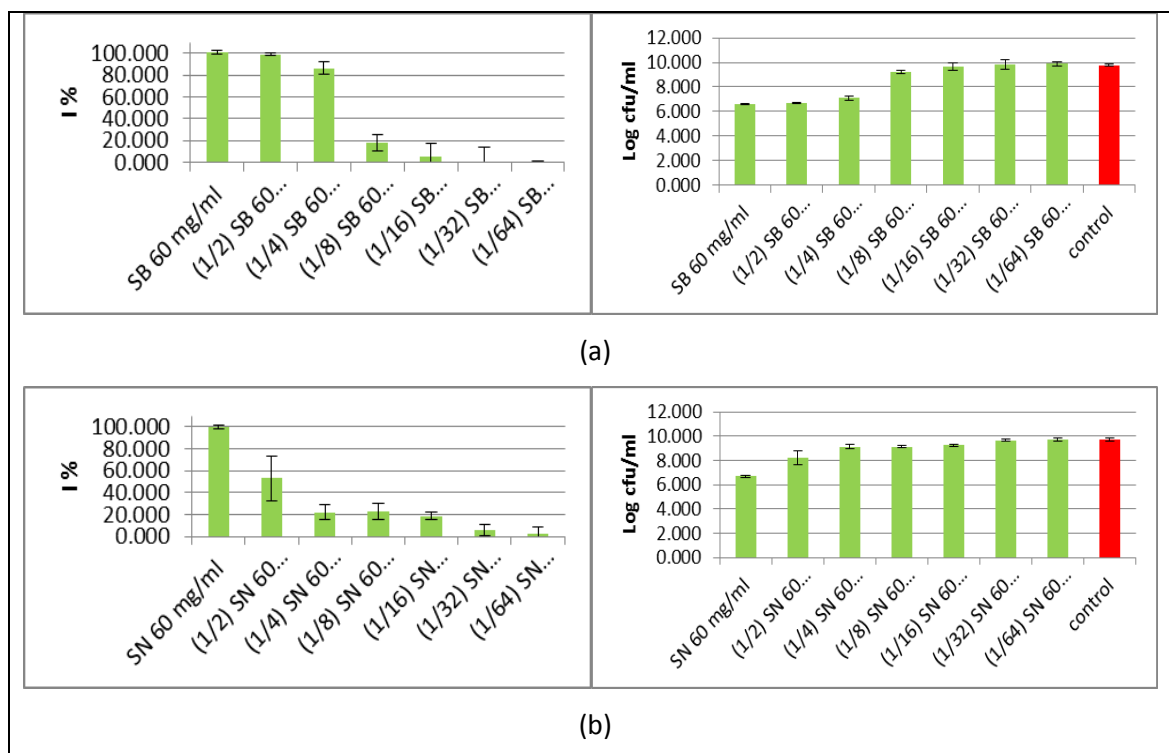 I %
100.000
80.000
60.000
40.000
20.000
0.000
SB 60 mg/ml
(1/2) SB 60...
(1/4) SB 60...
(1/8) SB 60...
(1/16) SB...
(1/32) SB...
(1/64) SB...
Log cfu/ml
12.000
10.000
8.000
6.000
4.000
2.000
0.000
SB 60 mg/ml
(1/2) SB 60...
(1/4) SB 60...
(1/8) SB 60...
(1/16) SB 60...
(1/32) SB 60...
(1/64) SB 60...
control
(a)
I %
100.000
80.000
60.000
40.000
20.000
0.000
SN 60 mg/ml
(1/2) SN 60...
(1/4) SN 60...
(1/8) SN 60...
(1/16) SN...
(1/32) SN...
(1/64) SN...
Log cfu/ml
12.000
10.000
8.000
6.000
4.000
2.000
0.000
SN 60 mg/ml
(1/2) SN 60...
(1/4) SN 60...
(1/8) SN 60...
(1/16) SN 60...
(1/32) SN 60...
(1/64) SN 60...
control
(b)